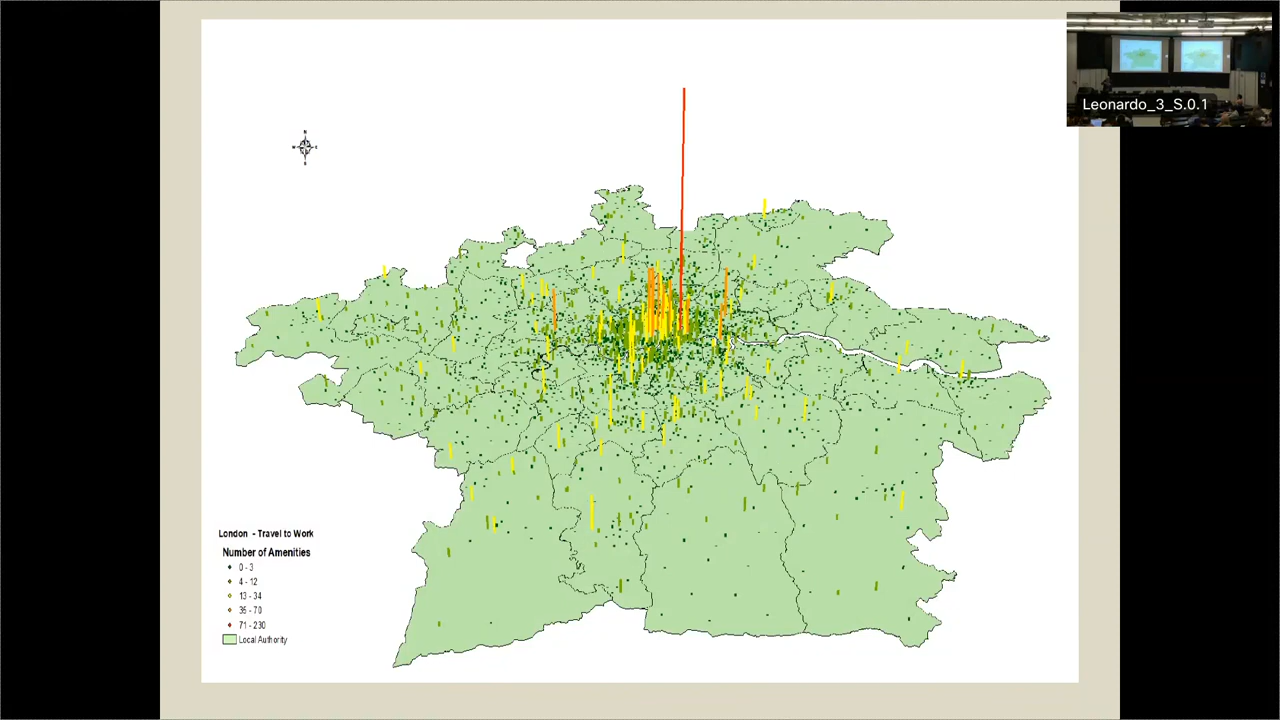 N
W
E
S
London - Travel to Work
Number of Amenities
0 - 3
4 - 12
13 - 34
35 - 70
71 - 230
Local Authority
Leonardo_3_S.0.1